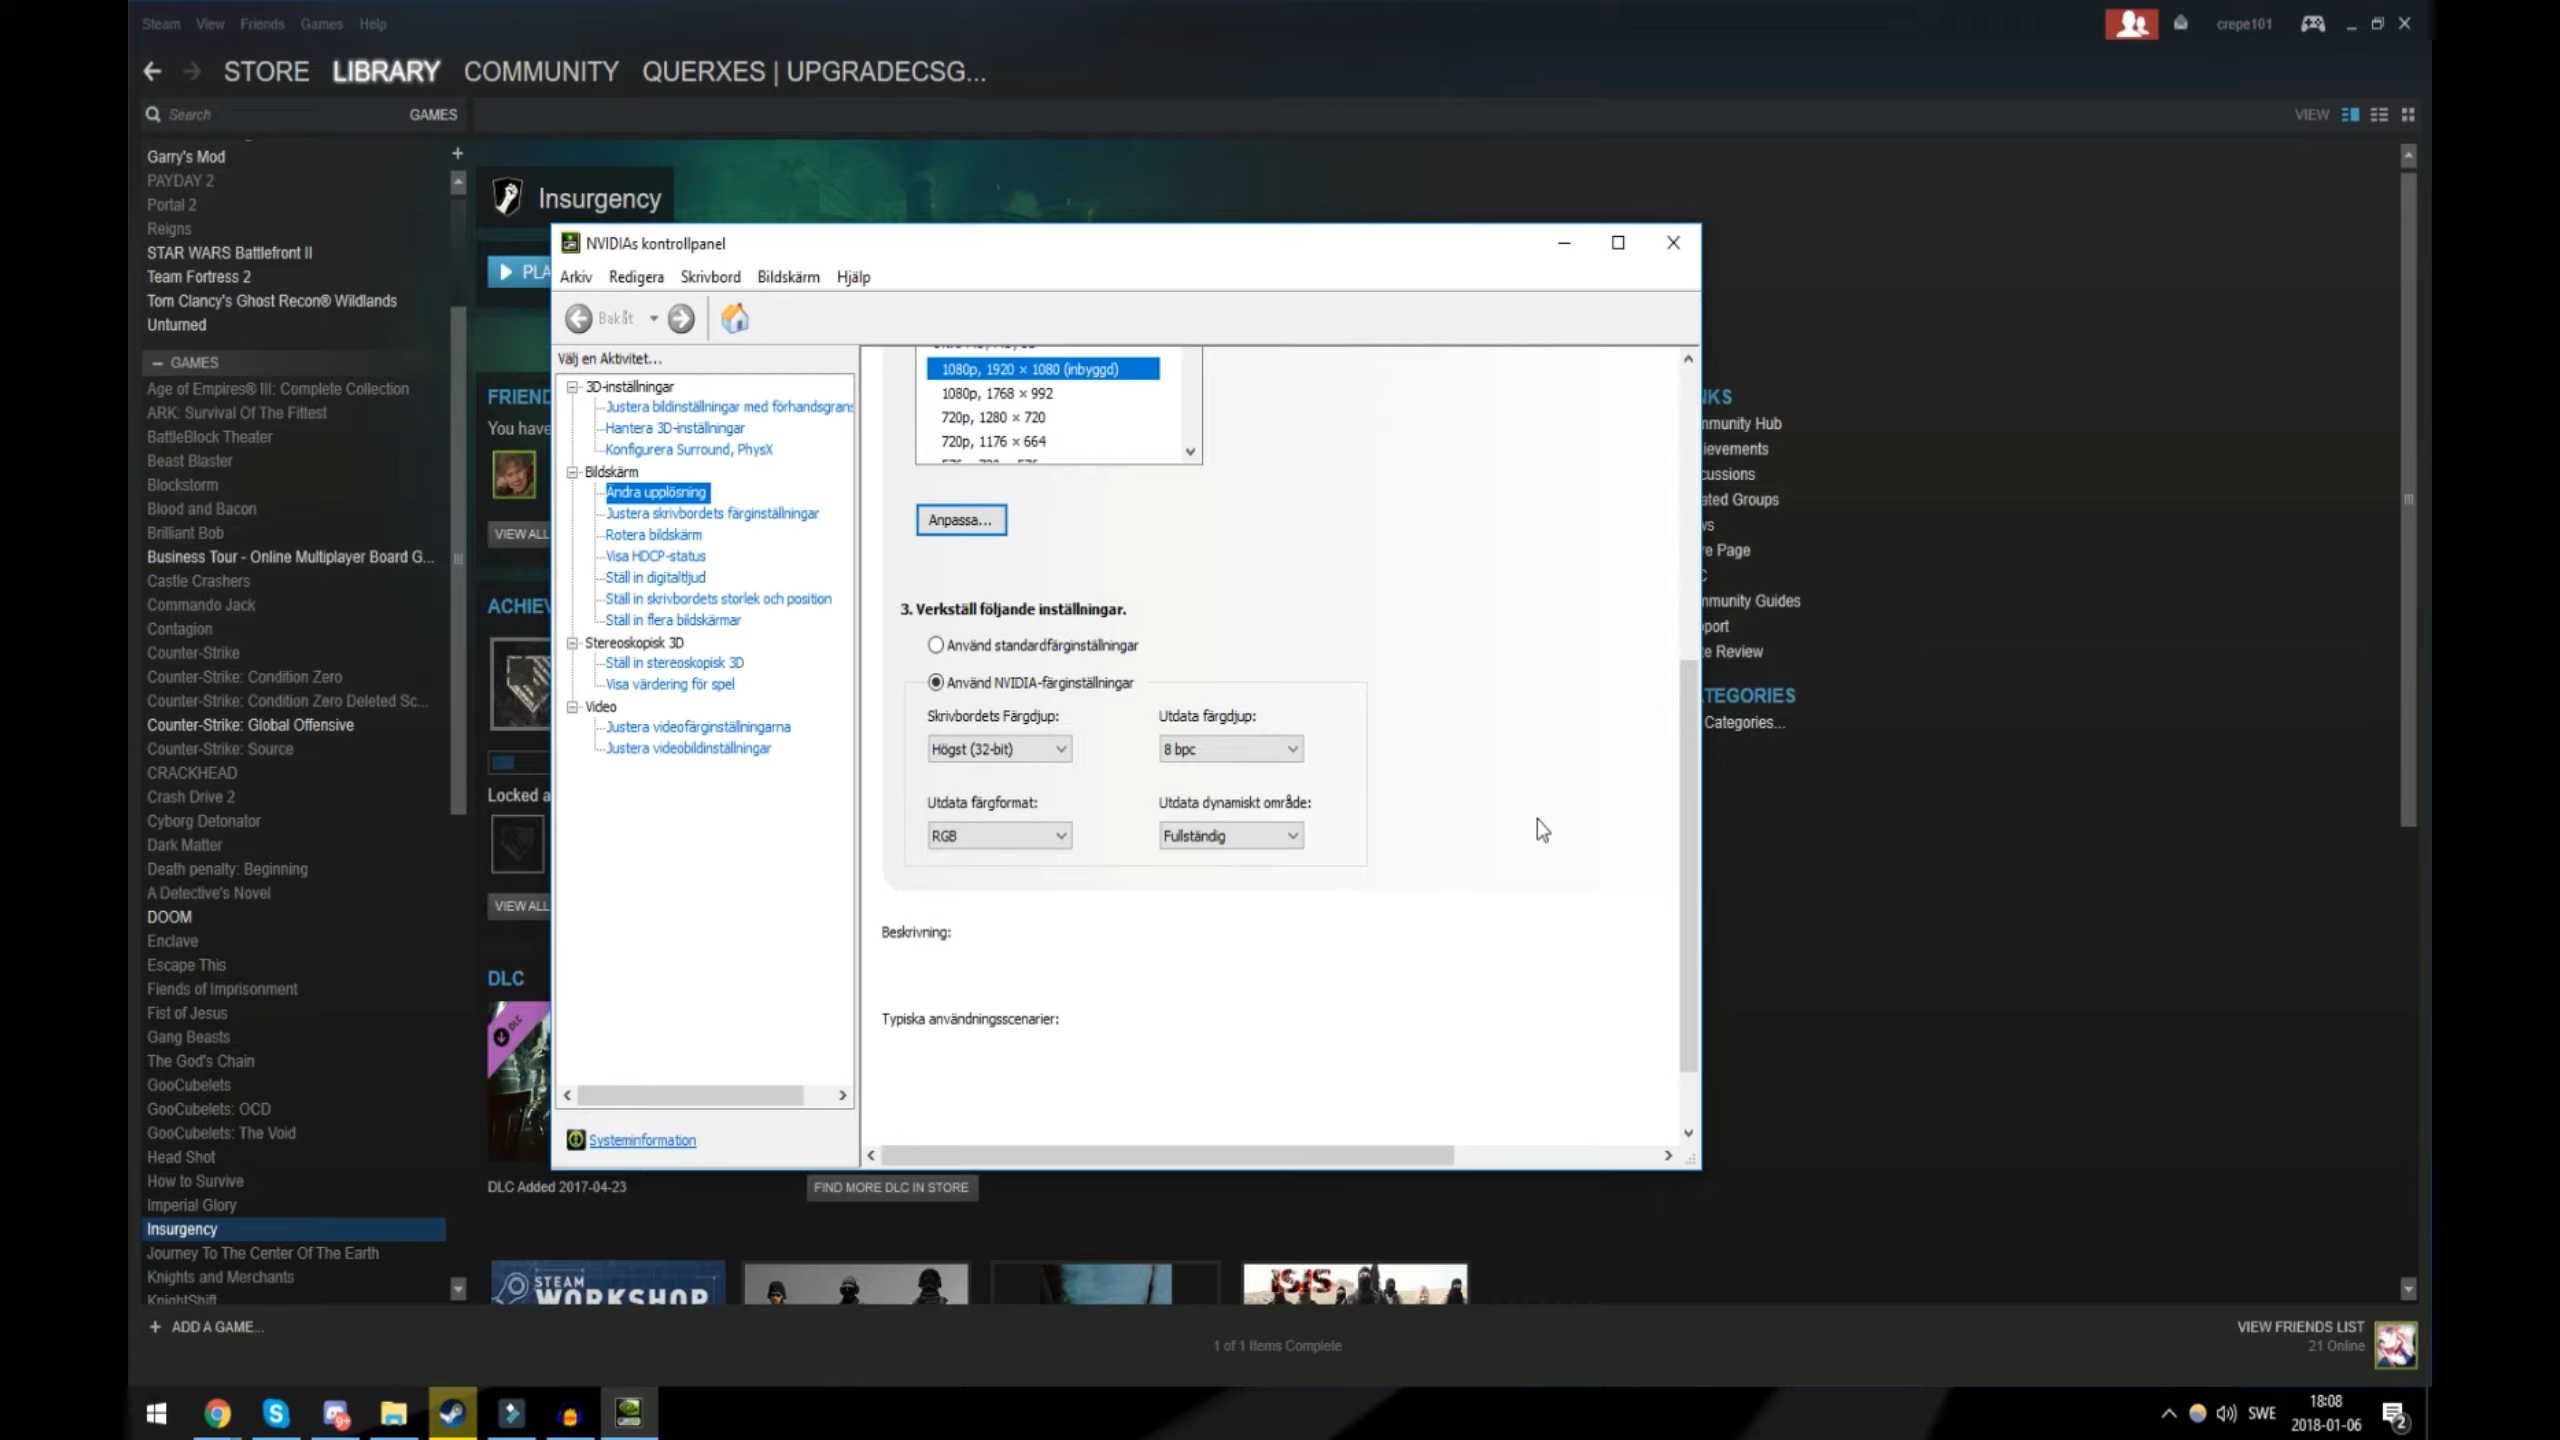 Steam View Friends Games Help
crepe101
STORE LIBRARY COMMUNITY QUERXES | UPGRADECSG...
Search GAMES
VIEW
Garry's Mod
PAYDAY 2
Portal 2
Reigns
STAR WARS Battlefront II
Team Fortress 2
Tom Clancy's Ghost Recon® Wildlands
Unturned
GAMES
Age of Empires® III: Complete Collection
ARK: Survival Of The Fittest
BattleBlock Theater
Beast Blaster
Blockstorm
Blood and Bacon
Brilliant Bob
Business Tour - Online Multiplayer Board G...
Castle Crashers
Commando Jack
Contagion
Counter-Strike
Counter-Strike: Condition Zero
Counter-Strike: Condition Zero Deleted Sc...
Counter-Strike: Global Offensive
Counter-Strike: Source
CRACKHEAD
Crash Drive 2
Cyborg Detonator
Dark Matter
Death penalty: Beginning
A Detective's Novel
DOOM
Enclave
Escape This
Fiends of Imprisonment
Fist of Jesus
Gang Beasts
The God's Chain
GooCubelets
GooCubelets: OCD
GooCubelets: The Void
Head Shot
How to Survive
Imperial Glory
Insurgency
Journey To The Center Of The Earth
Knights and Merchants
KnightShift
+ ADD A GAME...
Insurgency
PLA
FRIEND
You have
VIEW ALL
ACHIEV
Locked a
VIEW ALL
DLC
DLC
DLC Added 2017-04-23
FIND MORE DLC IN STORE
STEAM
WORKSHOP
ISIS
NVIDIAs kontrollpanel
Arkiv Redigera Skrivbord Bildskärm Hjälp
Bakåt
Välj en Aktivitet...
3D-inställningar
Justera bildinställningar med förhandsgrans
Hantera 3D-inställningar
Konfigurera Surround, PhysX
Bildskärm
Ändra upplösning
Justera skrivbordets färginställningar
Rotera bildskärm
Visa HDCP-status
Ställ in digitaltljud
Ställ in skrivbordets storlek och position
Ställ in flera bildskärmar
Stereoskopisk 3D
Ställ in stereoskopisk 3D
Visa värdering för spel
Video
Justera videofärginställningarna
Justera videobildinställningar
Systeminformation
1080p, 1920 × 1080 (inbyggd)
1080p, 1768 × 992
720p, 1280 × 720
720p, 1176 × 664
Anpassa...
3. Verkställ följande inställningar.
Använd standardfärginställningar
Använd NVIDIA-färginställningar
Skrivbordets Färgdjup: Utdata färgdjup:
Högst (32-bit) 8 bpc
Utdata färgformat: Utdata dynamiskt område:
RGB Fullständig
Beskrivning:
Typiska användningsscenarier:
NKS
mmunity Hub
ievements
cussions
ated Groups
ws
re Page
C
mmunity Guides
port
te Review
ATEGORIES
Categories...
1 of 1 Items Complete
VIEW FRIENDS LIST
21 Online
9+
SWE
18:08
2018-01-06
2